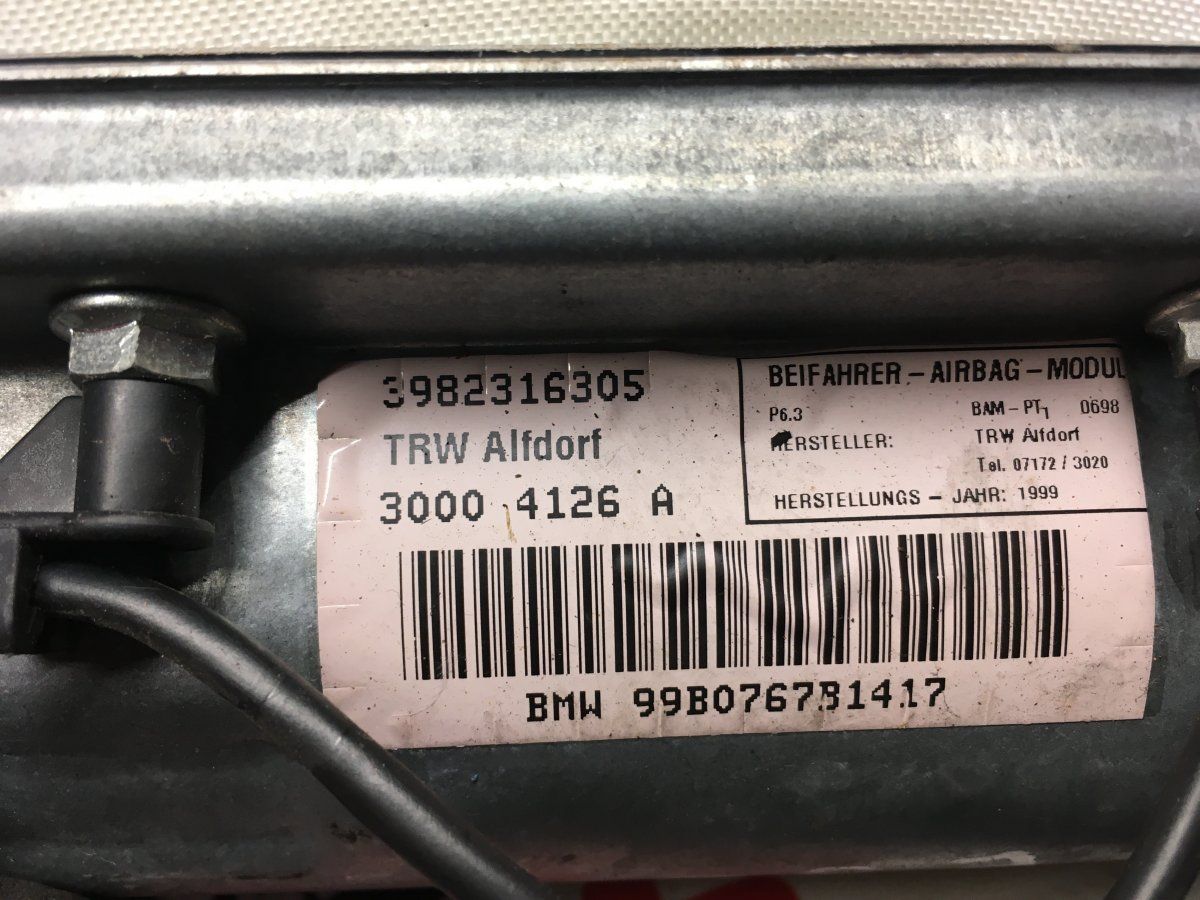 3982316305
TRW Alfdorf
3000 4126 A
BEIFAHRER-AIRBAG-MODUL
P6.3 BAM-PT1 0698
HERSTELLER: TRW Alfdorf
Tel. 07172 / 3020
HERSTELLUNGS - JAHR: 1999
BMW 99B0767B1417